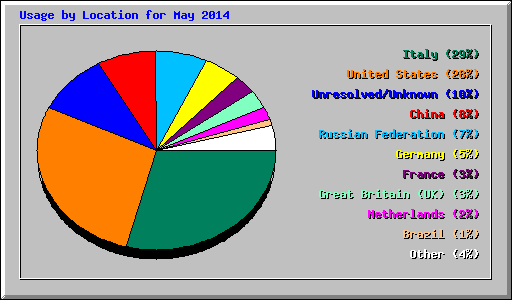 Usage by Location for May 2014
Italy (29%)
United States (28%)
Unresolved/Unknown (10%)
China (8%)
Russian Federation (7%)
Germany (5%)
France (3%)
Great Britain (UK) (3%)
Netherlands (2%)
Brazil (1%)
Other (4%)